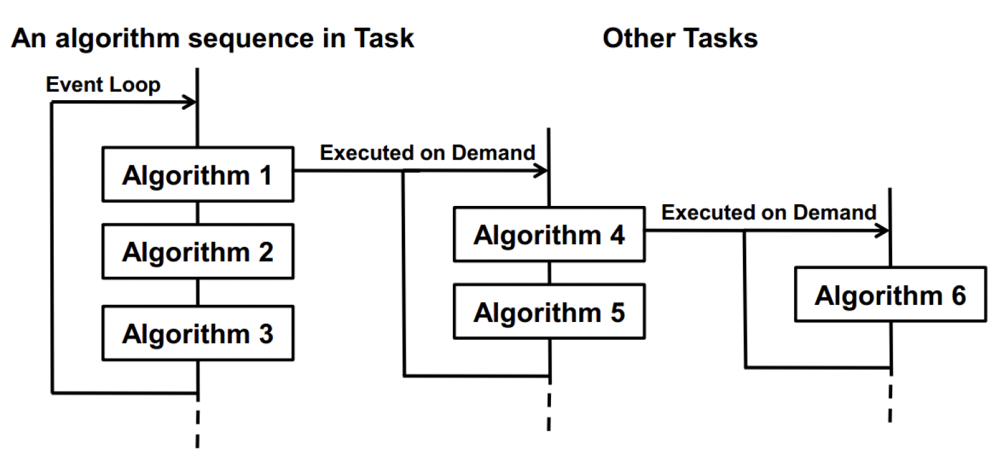 An algorithm sequence in Task
Other Tasks
Event Loop
Executed on Demand
Algorithm 1
Executed on Demand
Algorithm 4
Algorithm 2
Algorithm 6
Algorithm 5
Algorithm 3